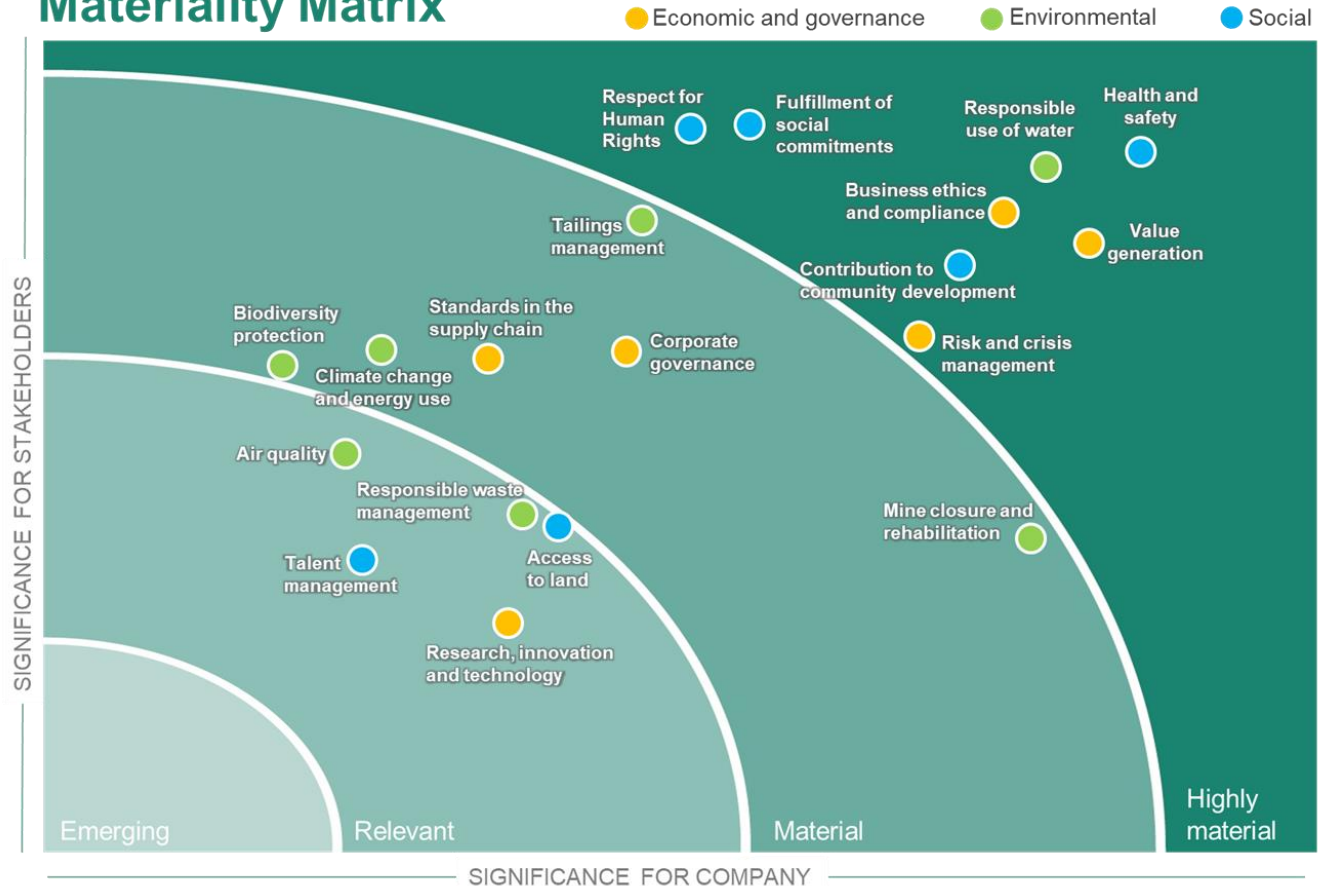 Materiality Matrix
Economic and governance
Environmental
Social
Respect for
Human
Rights
Fulfillment of
social
commitments
Responsible
use of water
Health and
safety
Business ethics
and compliance
Value
generation
Tailings
management
Contribution to
community development
Biodiversity
protection
Standards in the
supply chain
Corporate
governance
Risk and crisis
management
Climate change
and energy use
Air quality
Responsible waste
management
Mine closure and
rehabilitation
Talent
management
Access
to land
Research, innovation
and technology
Emerging
Relevant
Material
Highly
material
SIGNIFICANCE FOR STAKEHOLDERS
SIGNIFICANCE FOR COMPANY